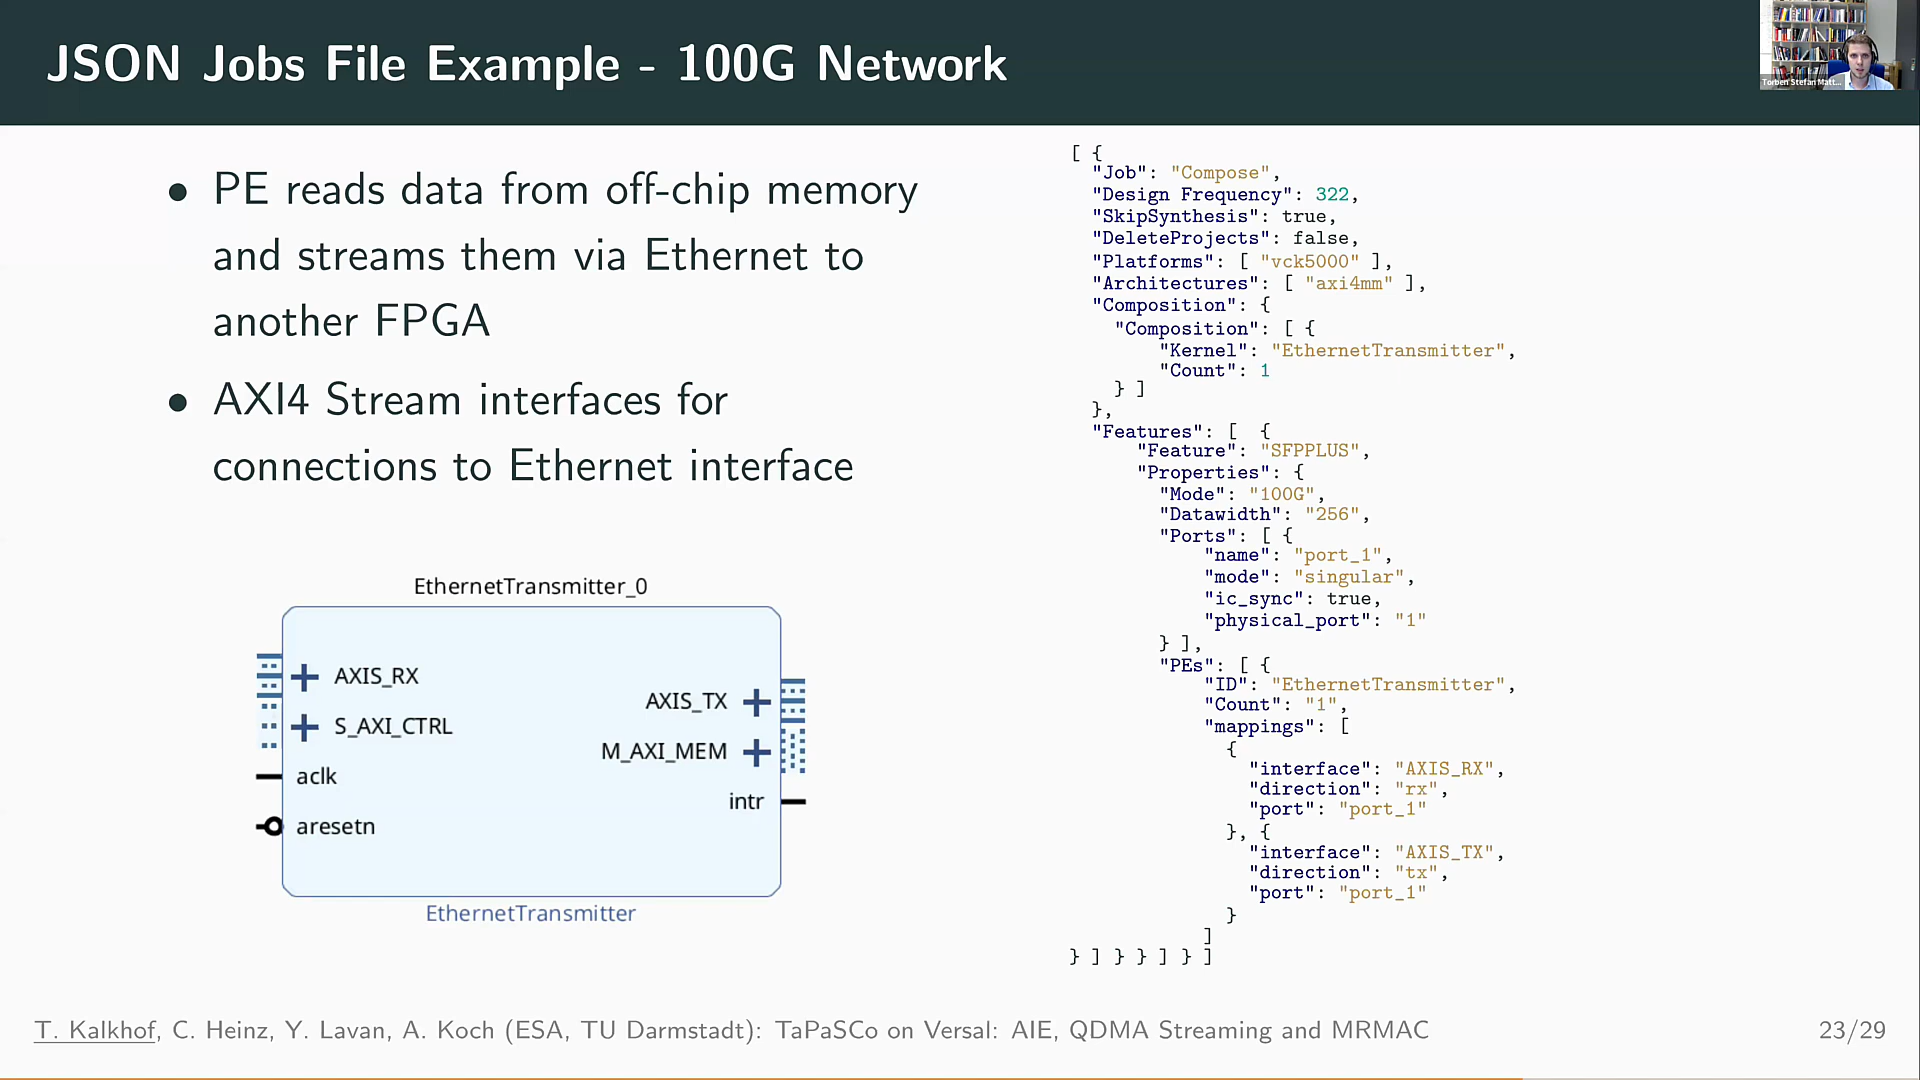 JSON Jobs File Example - 100G Network
Torben Stefan Matt...
• PE reads data from off-chip memory
and streams them via Ethernet to
another FPGA
• AXI4 Stream interfaces for
connections to Ethernet interface
EthernetTransmitter_0
AXIS_RX
S_AXI_CTRL
aclk
aresetn
AXIS_TX
M_AXI_MEM
intr
EthernetTransmitter
[ {
"Job": "Compose",
"Design Frequency": 322,
"SkipSynthesis": true,
"DeleteProjects": false,
"Platforms": [ "vck5000" ],
"Architectures": [ "axi4mm" ],
"Composition": {
"Composition": [ {
"Kernel": "EthernetTransmitter",
"Count": 1
} ]
},
"Features": [ {
"Feature": "SFPPLUS",
"Properties": {
"Mode": "100G",
"Datawidth": "256",
"Ports": [ {
"name": "port_1",
"mode": "singular",
"ic_sync": true,
"physical_port": "1"
} ],
"PEs": [ {
"ID": "EthernetTransmitter",
"Count": "1",
"mappings": [
{
"interface": "AXIS_RX",
"direction": "rx",
"port": "port_1"
}, {
"interface": "AXIS_TX",
"direction": "tx",
"port": "port_1"
}
]
} ] } } ] } ]
T. Kalkhof, C. Heinz, Y. Lavan, A. Koch (ESA, TU Darmstadt): TaPaSCo on Versal: AIE, QDMA Streaming and MRMAC
23/29